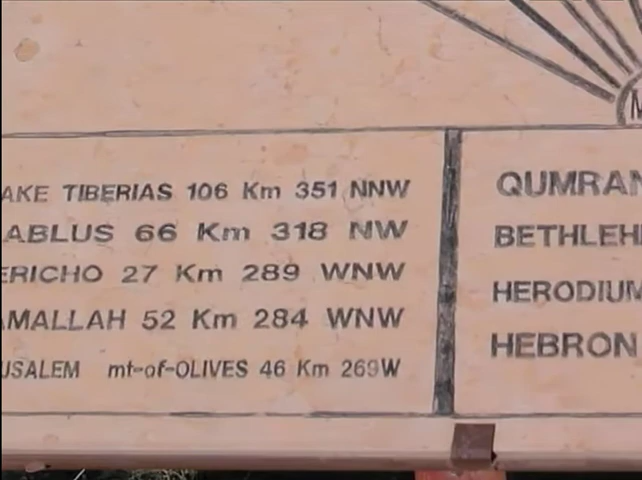 AKE TIBERIAS 106 Km 351 NNW
ABLUS 66 Km 318 NW
ERICHO 27 Km 289 WNW
AMALLAH 52 Km 284 WNW
USALEM mt-of-OLIVES 46 Km 269W
QUMRAN
BETHLEHE
HERODIUM
HEBRON